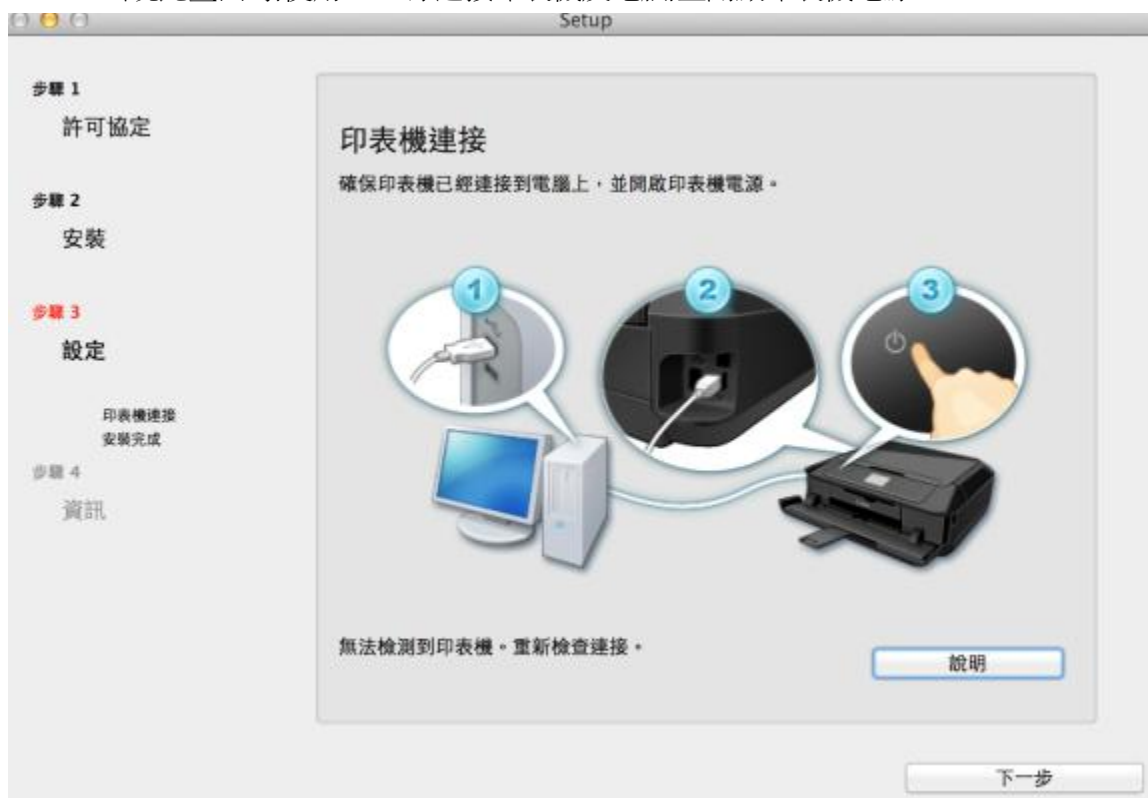 Setup
步驟 1
許可協定
步驟 2
安裝
步驟 3
設定
印表機連接
安裝完成
步驟 4
資訊
印表機連接
確保印表機已經連接到電腦上，並開啟印表機電源。
1
2
3
無法檢測到印表機。重新檢查連接。
說明
下一步